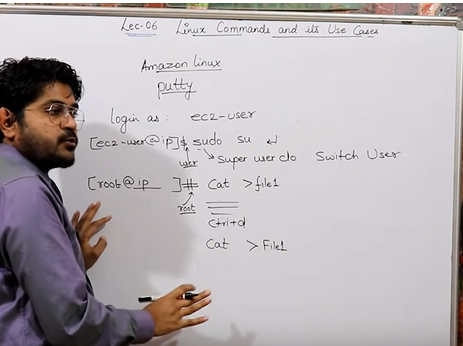 Lec-06 Linux Commands and its Use Cases
Amazon linux
putty
login as: ec2-user
[ec2-user@ip]$ sudo su ↵
user → Super user do Switch User
[root@ip ]# Cat >file1
root
Ctrl+d
Cat >File1